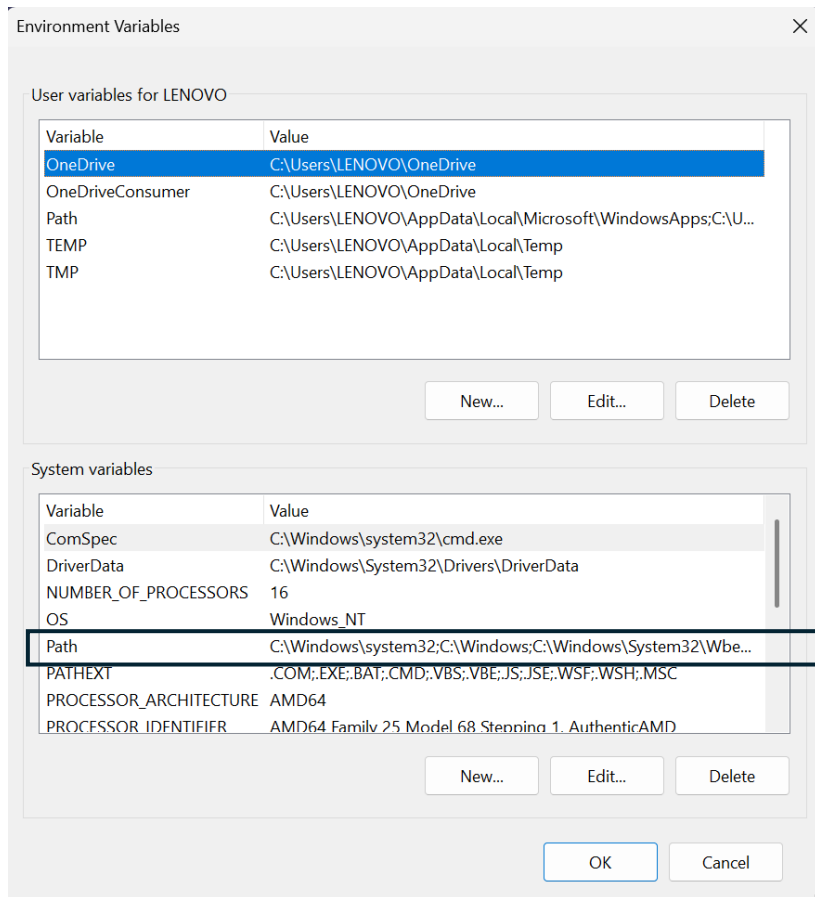 Environment Variables
User variables for LENOVO
Variable Value
OneDrive C:\Users\LENOVO\OneDrive
OneDriveConsumer C:\Users\LENOVO\OneDrive
Path C:\Users\LENOVO\AppData\Local\Microsoft\WindowsApps;C:\U...
TEMP C:\Users\LENOVO\AppData\Local\Temp
TMP C:\Users\LENOVO\AppData\Local\Temp
New... Edit... Delete
System variables
Variable Value
ComSpec C:\Windows\system32\cmd.exe
DriverData C:\Windows\System32\Drivers\DriverData
NUMBER_OF_PROCESSORS 16
OS Windows_NT
Path C:\Windows\system32;C:\Windows;C:\Windows\System32\Wbe...
PATHEXT .COM;.EXE;.BAT;.CMD;.VBS;.VBE;.JS;.JSE;.WSF;.WSH;.MSC
PROCESSOR_ARCHITECTURE AMD64
PROCESSOR_IDENTIFIER AMD64 Family 25 Model 68 Stepping 1, AuthenticAMD
New... Edit... Delete
OK Cancel